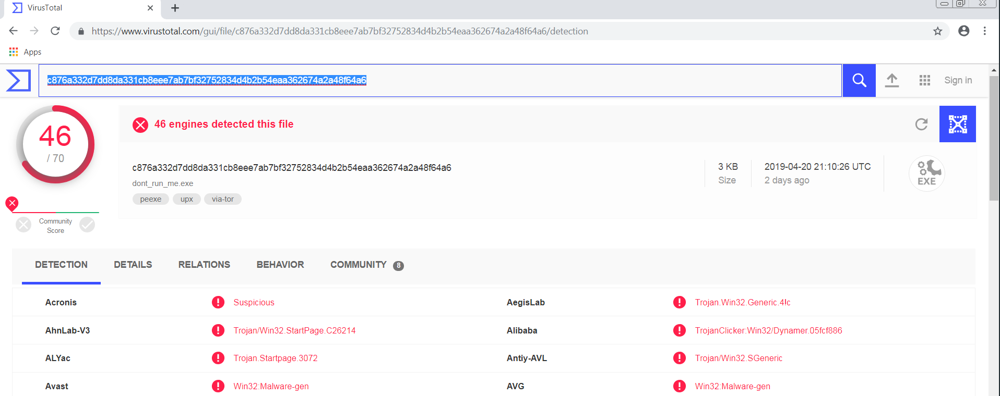 VirusTotal
https://www.virustotal.com/gui/file/c876a332d7dd8da331cb8eee7ab7bf32752834d4b2b54eaa362674a2a48f64a6/detection
Apps
c876a332d7dd8da331cb8eee7ab7bf32752834d4b2b54eaa362674a2a48f64a6
Sign in
46
/ 70
46 engines detected this file
c876a332d7dd8da331cb8eee7ab7bf32752834d4b2b54eaa362674a2a48f64a6
dont_run_me.exe
peexe upx via-tor
3 KB
Size
2019-04-20 21:10:26 UTC
2 days ago
EXE
Community
Score
DETECTION DETAILS RELATIONS BEHAVIOR COMMUNITY 8
Acronis Suspicious AegisLab Trojan.Win32.Generic.4!c
AhnLab-V3 Trojan/Win32.StartPage.C26214 Alibaba TrojanClicker:Win32/Dynamer.05fcf886
ALYac Trojan.Startpage.3072 Antiy-AVL Trojan/Win32.SGeneric
Avast Win32:Malware-gen AVG Win32:Malware-gen